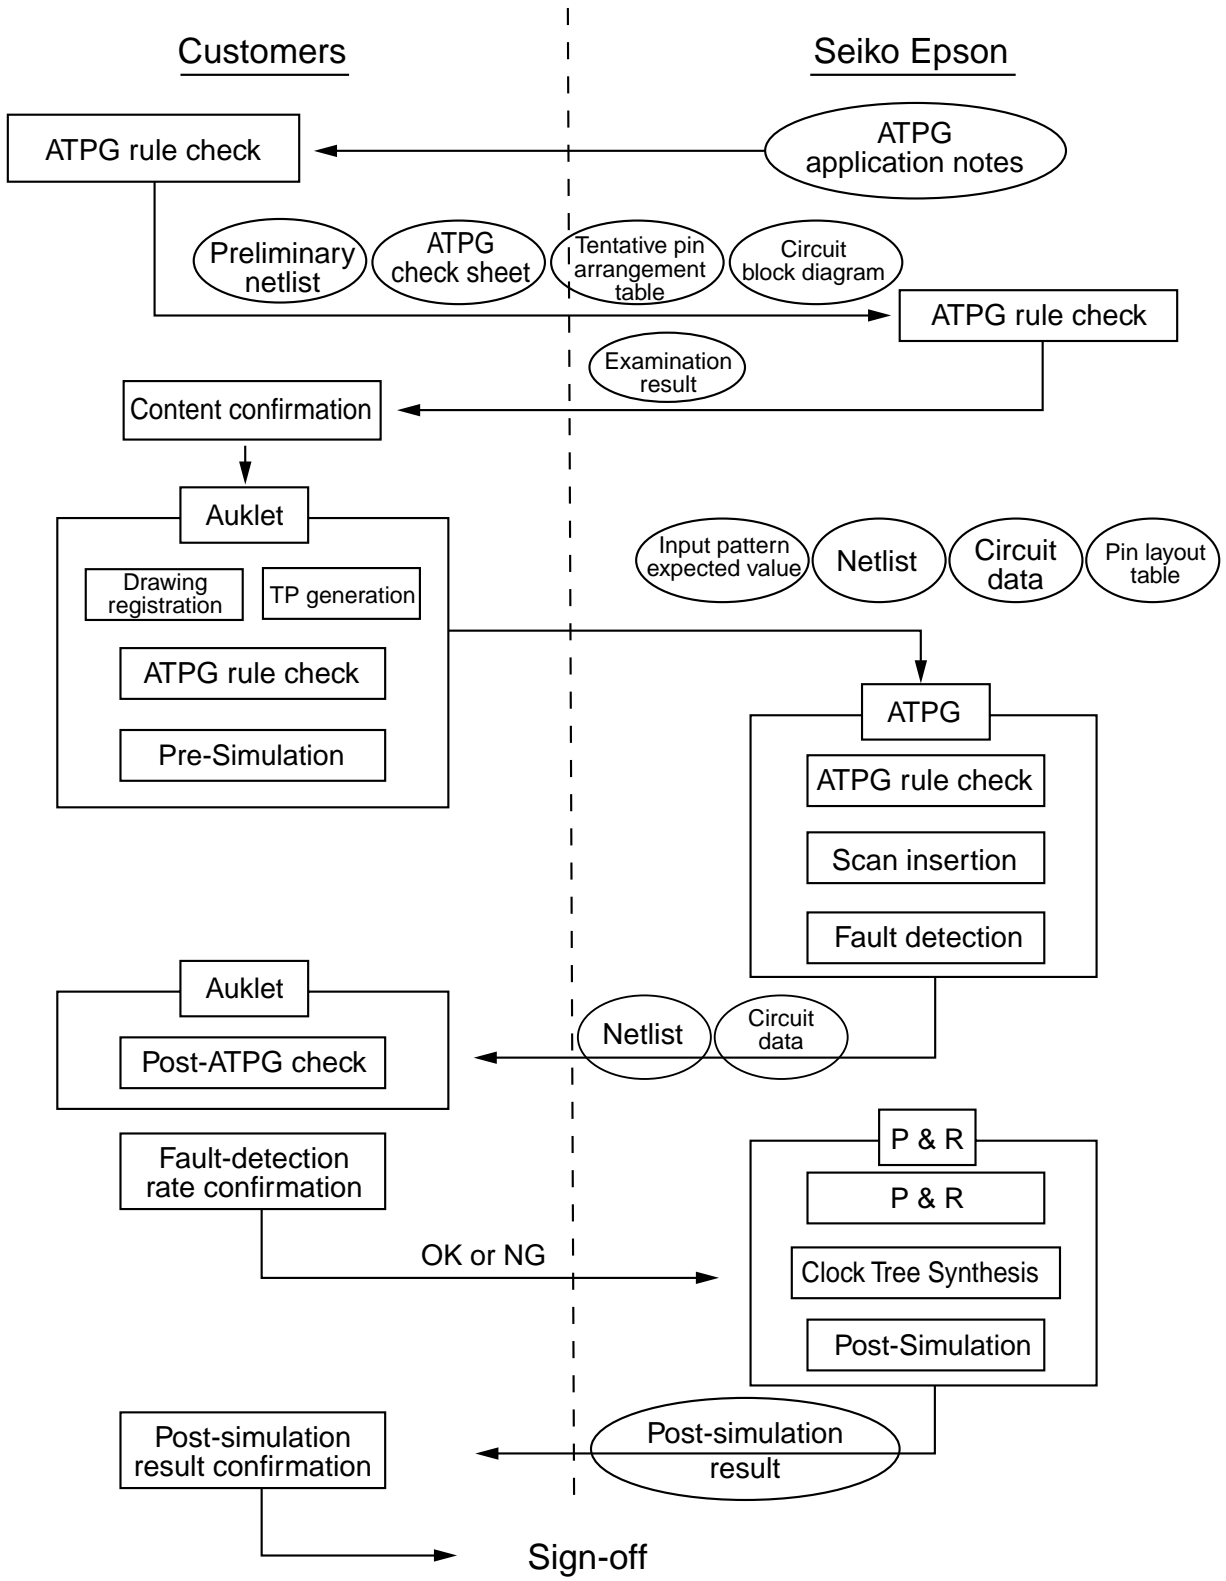 Customers
Seiko Epson
ATPG rule check
ATPG
application notes
Preliminary
netlist
ATPG
check sheet
Tentative pin
arrangement
table
Circuit
block diagram
ATPG rule check
Examination
result
Content confirmation
Auklet
Drawing
registration
TP generation
ATPG rule check
Pre-Simulation
Input pattern
expected value
Netlist
Circuit
data
Pin layout
table
ATPG
ATPG rule check
Scan insertion
Fault detection
Auklet
Post-ATPG check
Netlist
Circuit
data
Fault-detection
rate confirmation
OK or NG
P & R
P & R
Clock Tree Synthesis
Post-Simulation
Post-simulation
result confirmation
Post-simulation
result
Sign-off